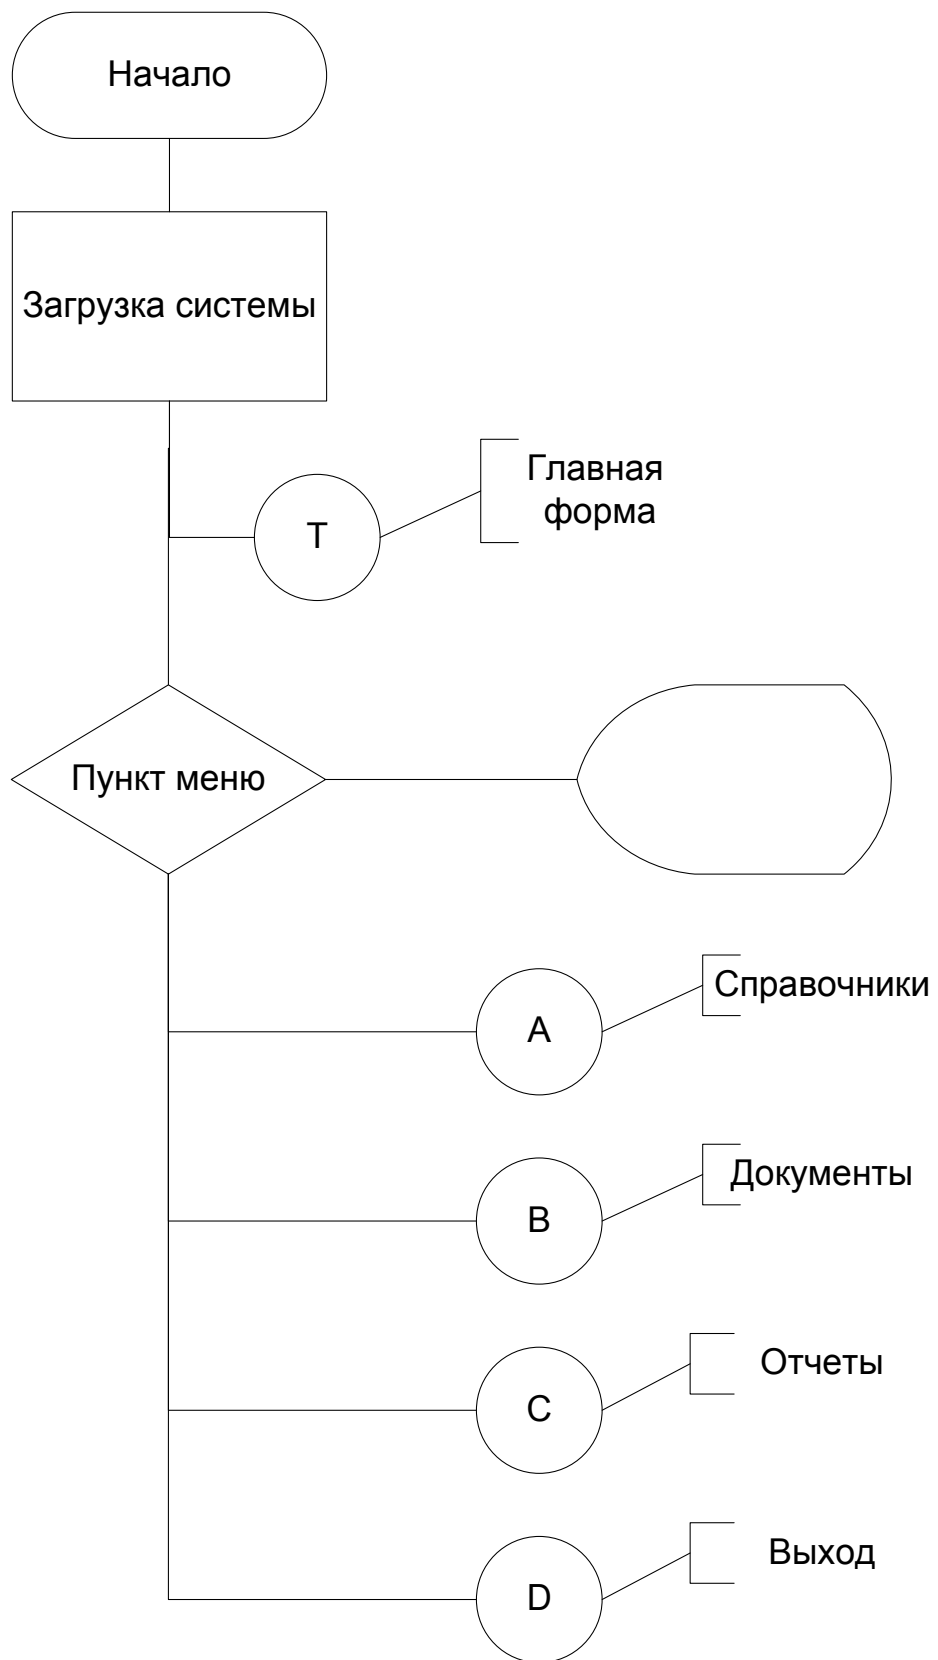 Начало
Загрузка системы
T
Главная
форма
Пункт меню
A
Справочники
B
Документы
C
Отчеты
D
Выход